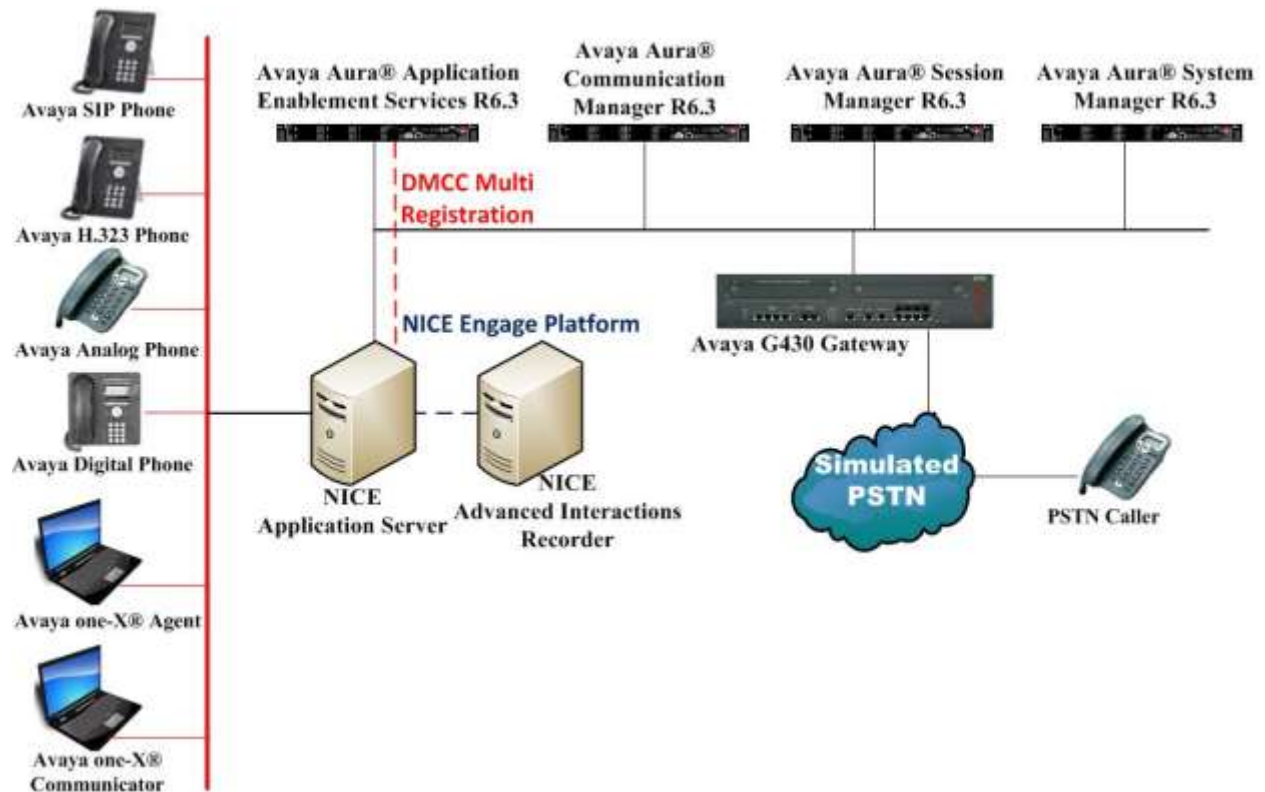 Avaya SIP Phone
Avaya H.323 Phone
Avaya Analog Phone
Avaya Digital Phone
Avaya one-X® Agent
Avaya one-X®
Communicator
Avaya Aura® Application
Enablement Services R6.3
Avaya Aura®
Communication
Manager R6.3
Avaya Aura® Session
Manager R6.3
Avaya Aura® System
Manager R6.3
DMCC Multi
Registration
NICE Engage Platform
NICE
Application Server
NICE
Advanced Interactions
Recorder
Avaya G430 Gateway
Simulated
PSTN
PSTN Caller